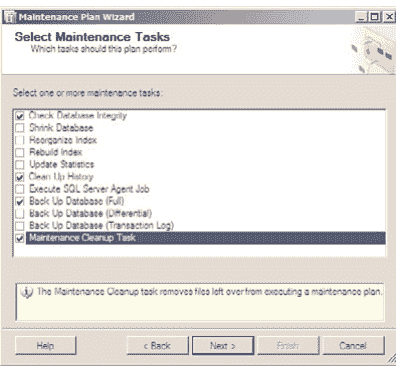 Maintenance Plan Wizard
Select Maintenance Tasks
Which tasks should this plan perform?
Select one or more maintenance tasks:
Check Database Integrity
Shrink Database
Reorganize Index
Rebuild Index
Update Statistics
Clean Up History
Execute SQL Server Agent Job
Back Up Database (Full)
Back Up Database (Differential)
Back Up Database (Transaction Log)
Maintenance Cleanup Task
The Maintenance Cleanup task removes files left over from executing a maintenance plan.
Help
< Back
Next >
Finish
Cancel